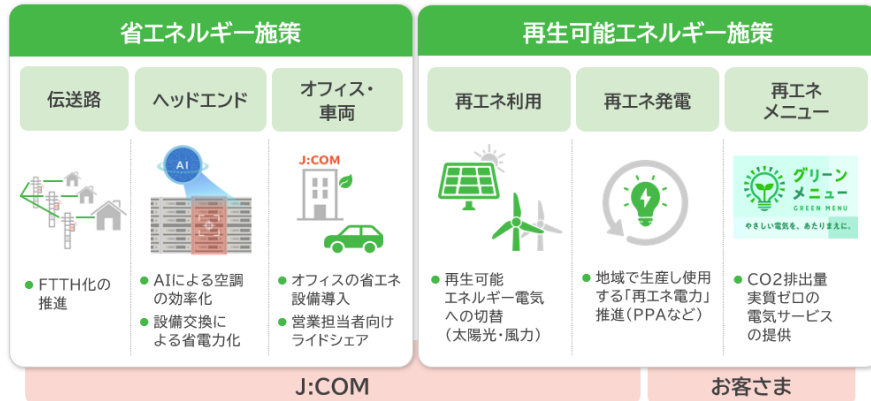 省エネルギー施策
再生可能エネルギー施策
伝送路
ヘッドエンド
オフィス・
車両
再エネ利用
再エネ発電
再エネ
メニュー
AI
J:COM
グリーン
メニュー
GREEN MENU
やさしい電気を、あたりまえに。
● FTTH化の
推進
● AIによる空調
の効率化
● 設備交換に
よる省電力化
● オフィスの省エネ
設備導入
● 営業担当者向け
ライドシェア
● 再生可能
エネルギー電気
への切替
(太陽光・風力)
● 地域で生産し使用
する「再エネ電力」
推進(PPAなど)
● CO2排出量
実質ゼロの
電気サービス
の提供
J:COM
お客さま